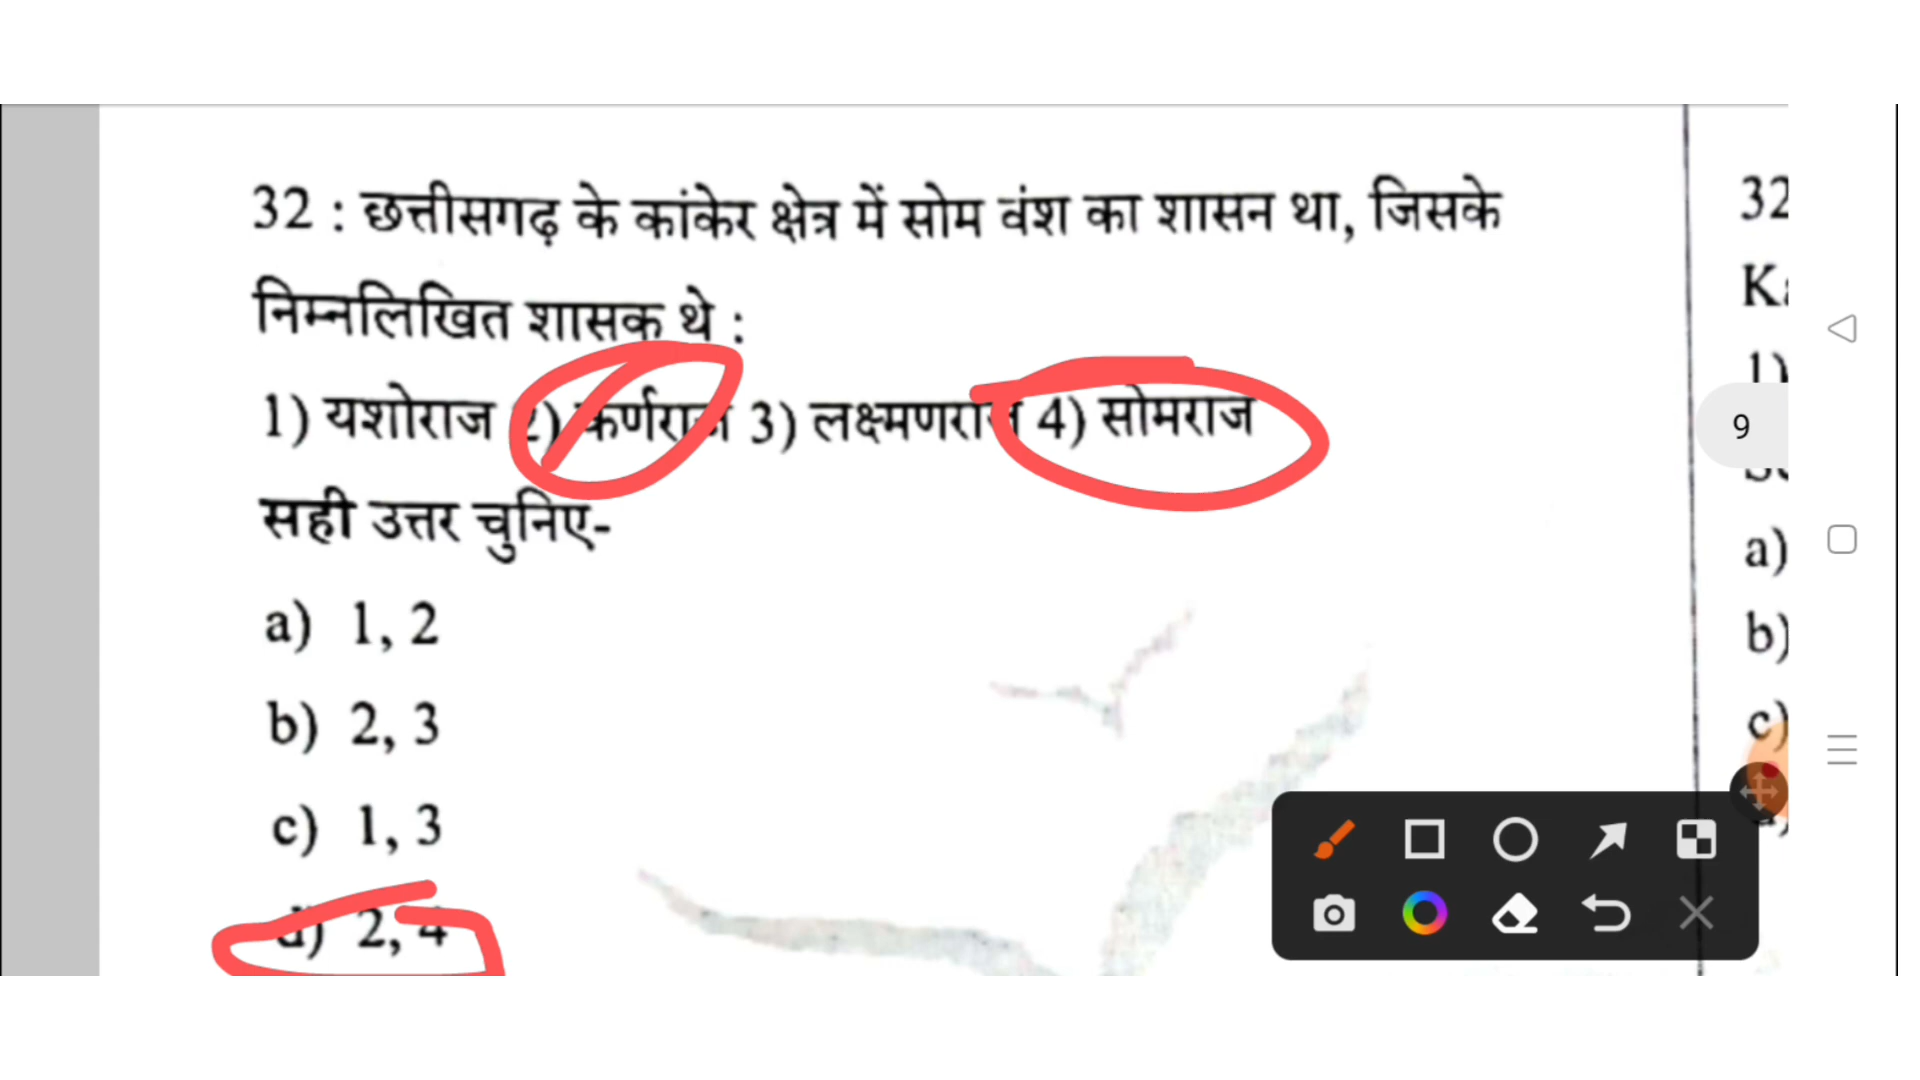 32 : छत्तीसगढ़ के कांकेर क्षेत्र में सोम वंश का शासन था, जिसके
निम्नलिखित शासक थे :
1) यशोराज 2) कर्णराज 3) लक्ष्मणराज 4) सोमराज
सही उत्तर चुनिए-
a) 1, 2
b) 2, 3
c) 1, 3
d) 2, 4
32
1)
9
a)
b)
c)